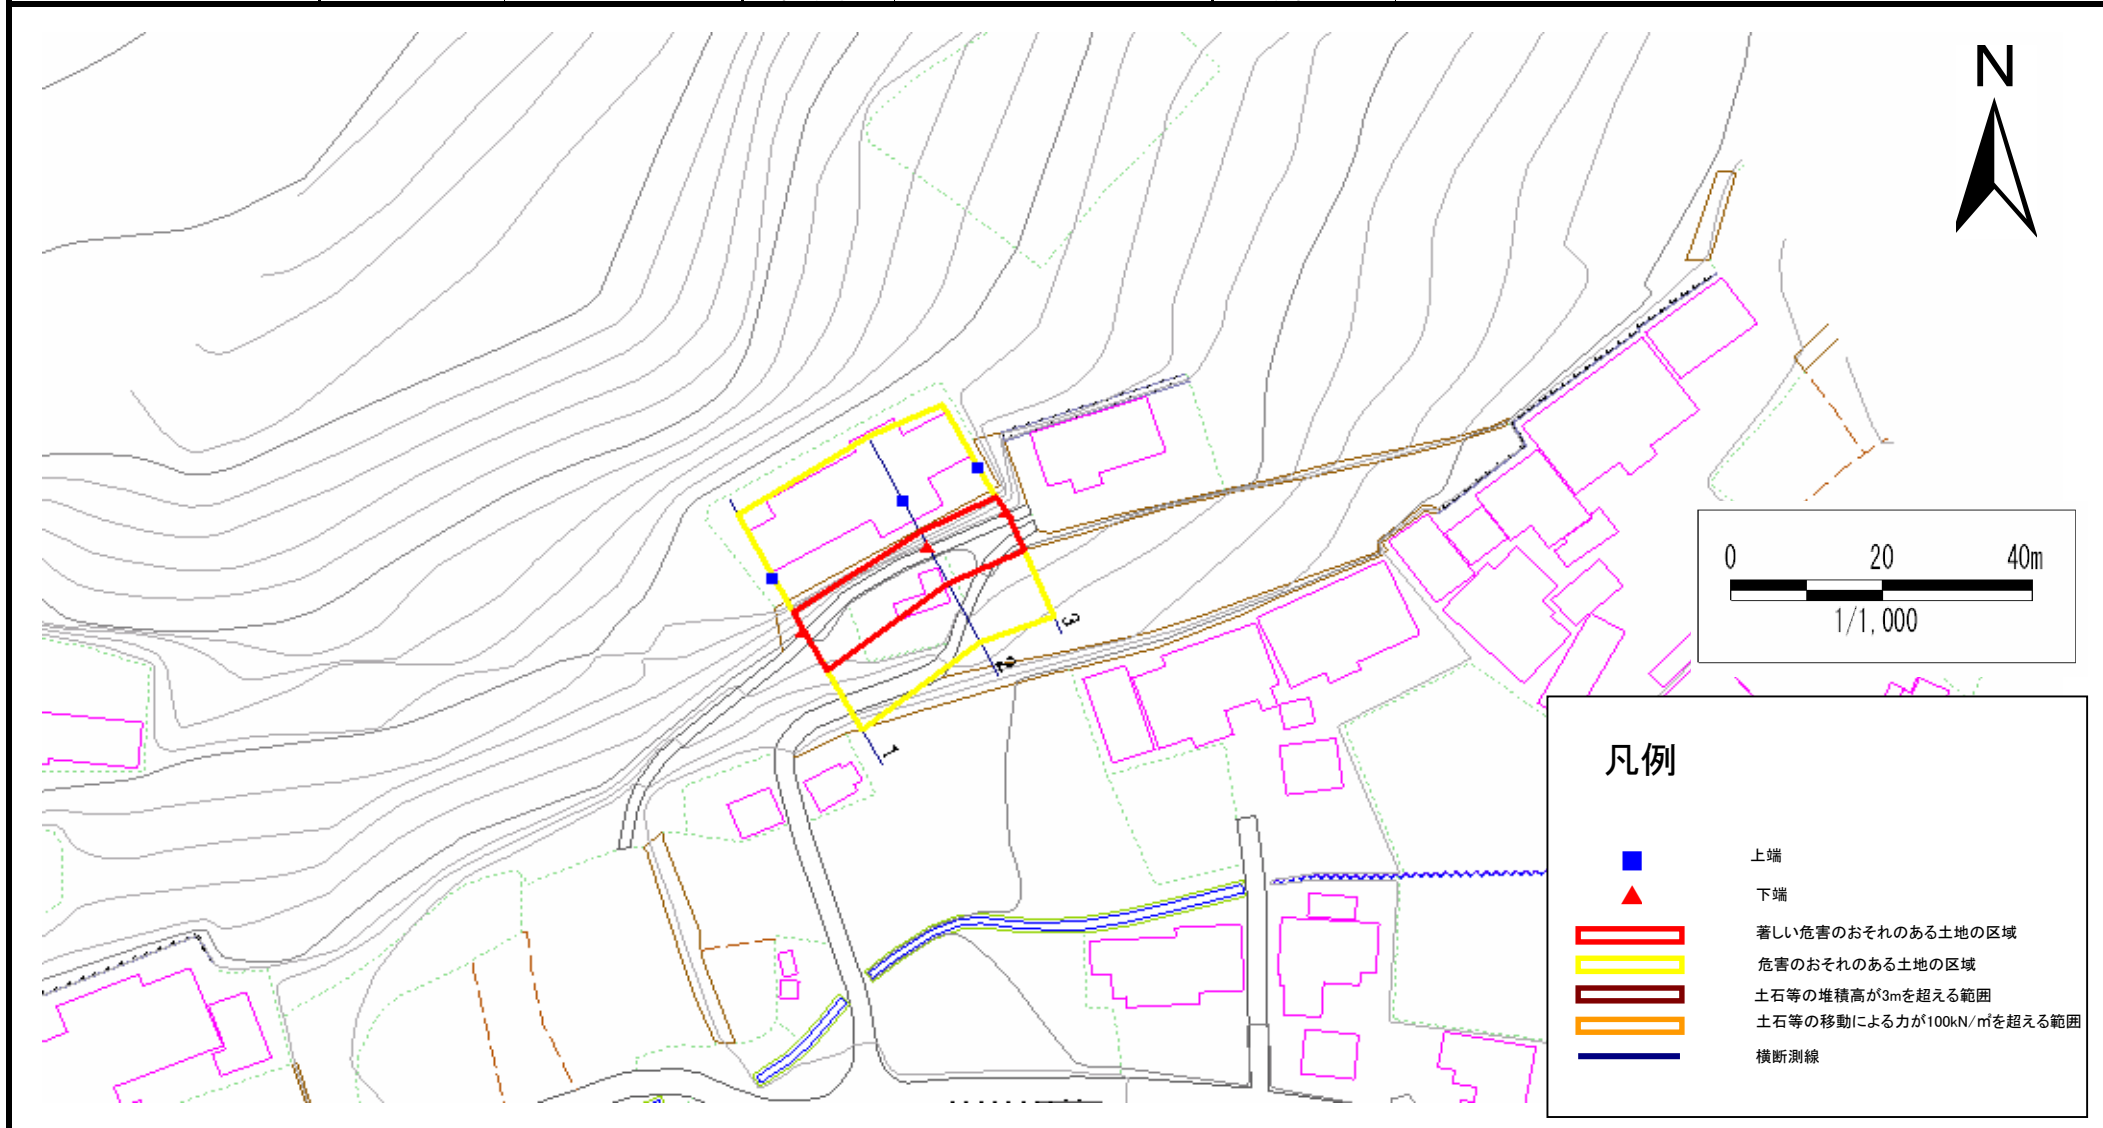 N
0 20 40m
1/1,000
3
2
1
凡例
上端
下端
著しい危害のおそれのある土地の区域
危害のおそれのある土地の区域
土石等の堆積高が3mを超える範囲
土石等の移動による力が100kN/㎡を超える範囲
横断測線